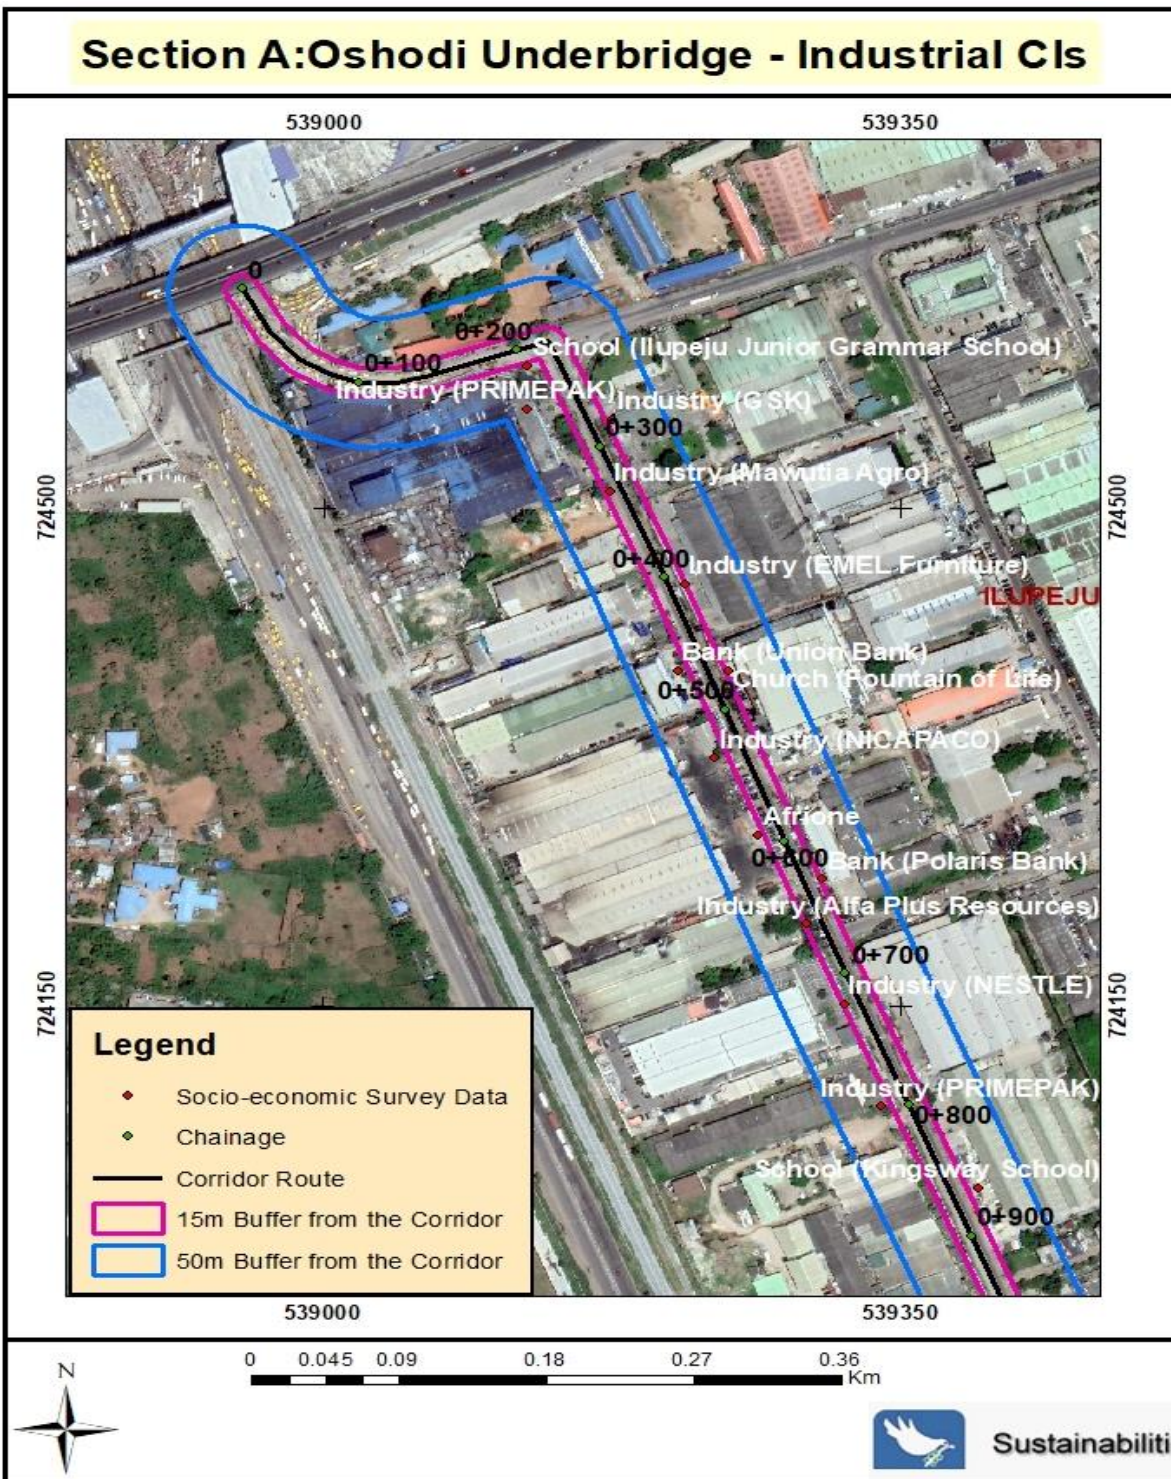 Section A:Oshodi Underbridge - Industrial Cls
539000
539350
0
0+200
School (Ilupeju Junior Grammar School)
0+100
Industry (PRIMEPAK)
Industry (GSK)
0+300
Industry (Mawutia Agro)
724500
724500
0+400
Industry (EMEL Furniture)
ILUPEJU
Bank (Union Bank)
Church (Fountain of Life)
0+500
Industry (NICAPACO)
Afrione
0+600
Bank (Polaris Bank)
Industry (Alfa Plus Resources)
0+700
Industry (NESTLE)
724150
724150
Industry (PRIMEPAK)
0+800
School (Kingsway School)
0+900
Legend
Socio-economic Survey Data
Chainage
Corridor Route
15m Buffer from the Corridor
50m Buffer from the Corridor
539000
539350
N
0 0.045 0.09 0.18 0.27 0.36
Km
Sustainabiliti